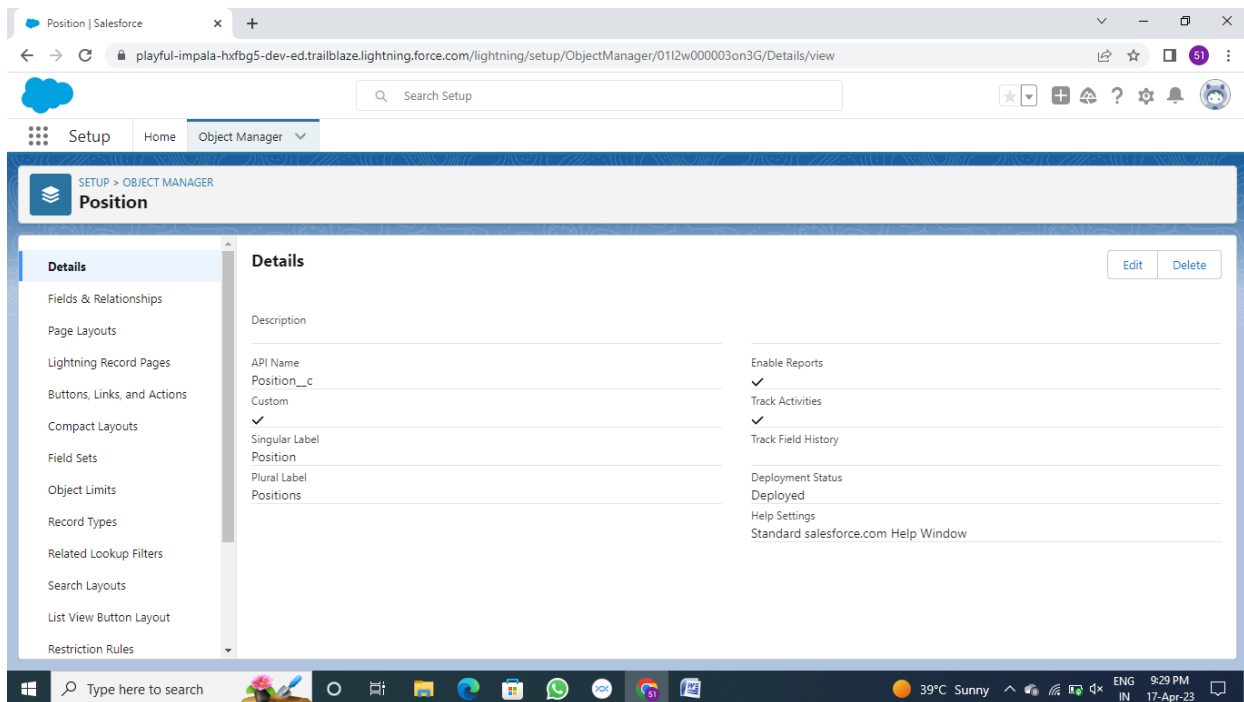 Position | Salesforce
playful-impala-hxfbg5-dev-ed.trailblaze.lightning.force.com/lightning/setup/ObjectManager/01I2w000003on3G/Details/view
51
Search Setup
Setup Home Object Manager
SETUP > OBJECT MANAGER
Position
Details
Fields & Relationships
Page Layouts
Lightning Record Pages
Buttons, Links, and Actions
Compact Layouts
Field Sets
Object Limits
Record Types
Related Lookup Filters
Search Layouts
List View Button Layout
Restriction Rules
Details
Edit Delete
Description
API Name
Position__c
Custom
Singular Label
Position
Plural Label
Positions
Enable Reports
Track Activities
Track Field History
Deployment Status
Deployed
Help Settings
Standard salesforce.com Help Window
Type here to search
51
39°C Sunny
ENG
IN
9:29 PM
17-Apr-23